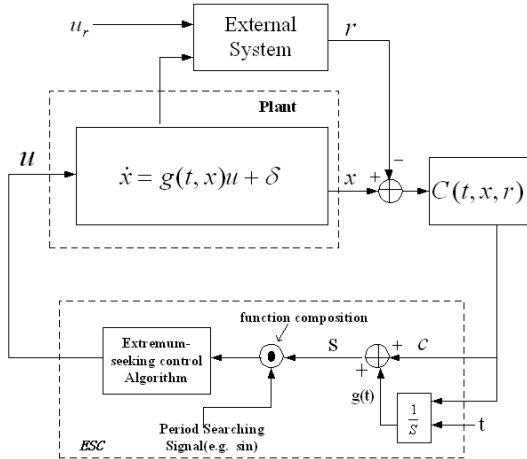 u_r
External
System
r
Plant
u
ẋ = g(t, x)u + δ
x
+
−
C(t, x, r)
function composition
Extremum-
seeking control
Algorithm
S
+
c
+
g(t)
1
S
t
Period Searching
Signal(e.g. sin)
ESC